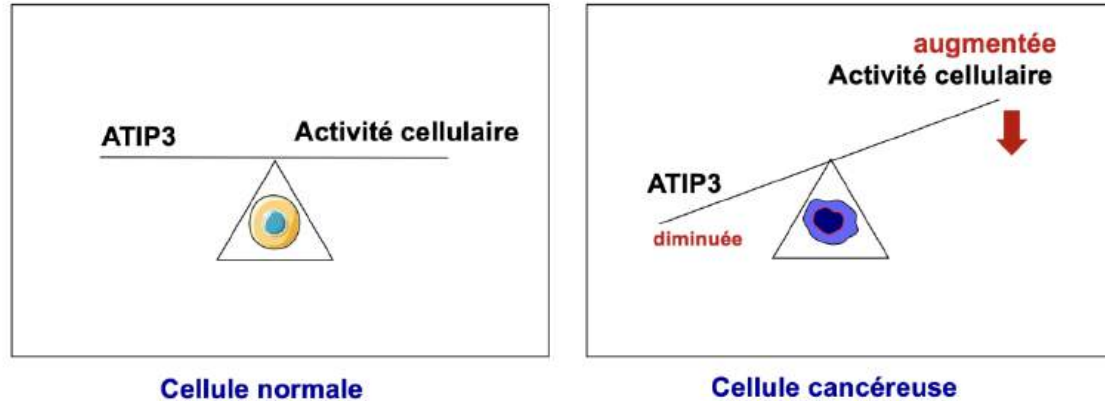 ATIP3
Activité cellulaire
Cellule normale
augmentée
Activité cellulaire
ATIP3
diminuée
Cellule cancéreuse